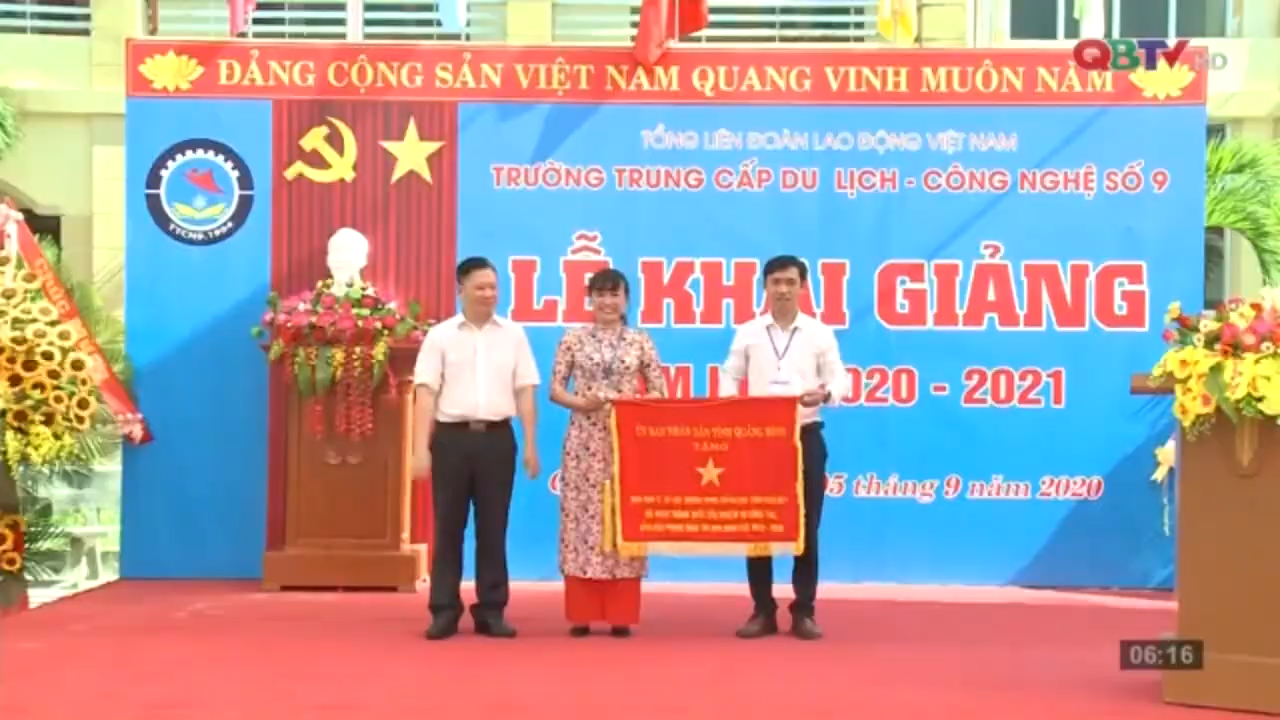 ĐẢNG CỘNG SẢN VIỆT NAM QUANG VINH MUÔN NĂM
QBTV HD
TỔNG LIÊN ĐOÀN LAO ĐỘNG VIỆT NAM
TRƯỜNG TRUNG CẤP DU LỊCH - CÔNG NGHỆ SỐ 9
TTCN9.1994
LỄ KHAI GIẢNG
2020 - 2021
05 tháng 9 năm 2020
ỦY BAN NHÂN DÂN TỈNH QUẢNG BÌNH
TẶNG
06:16